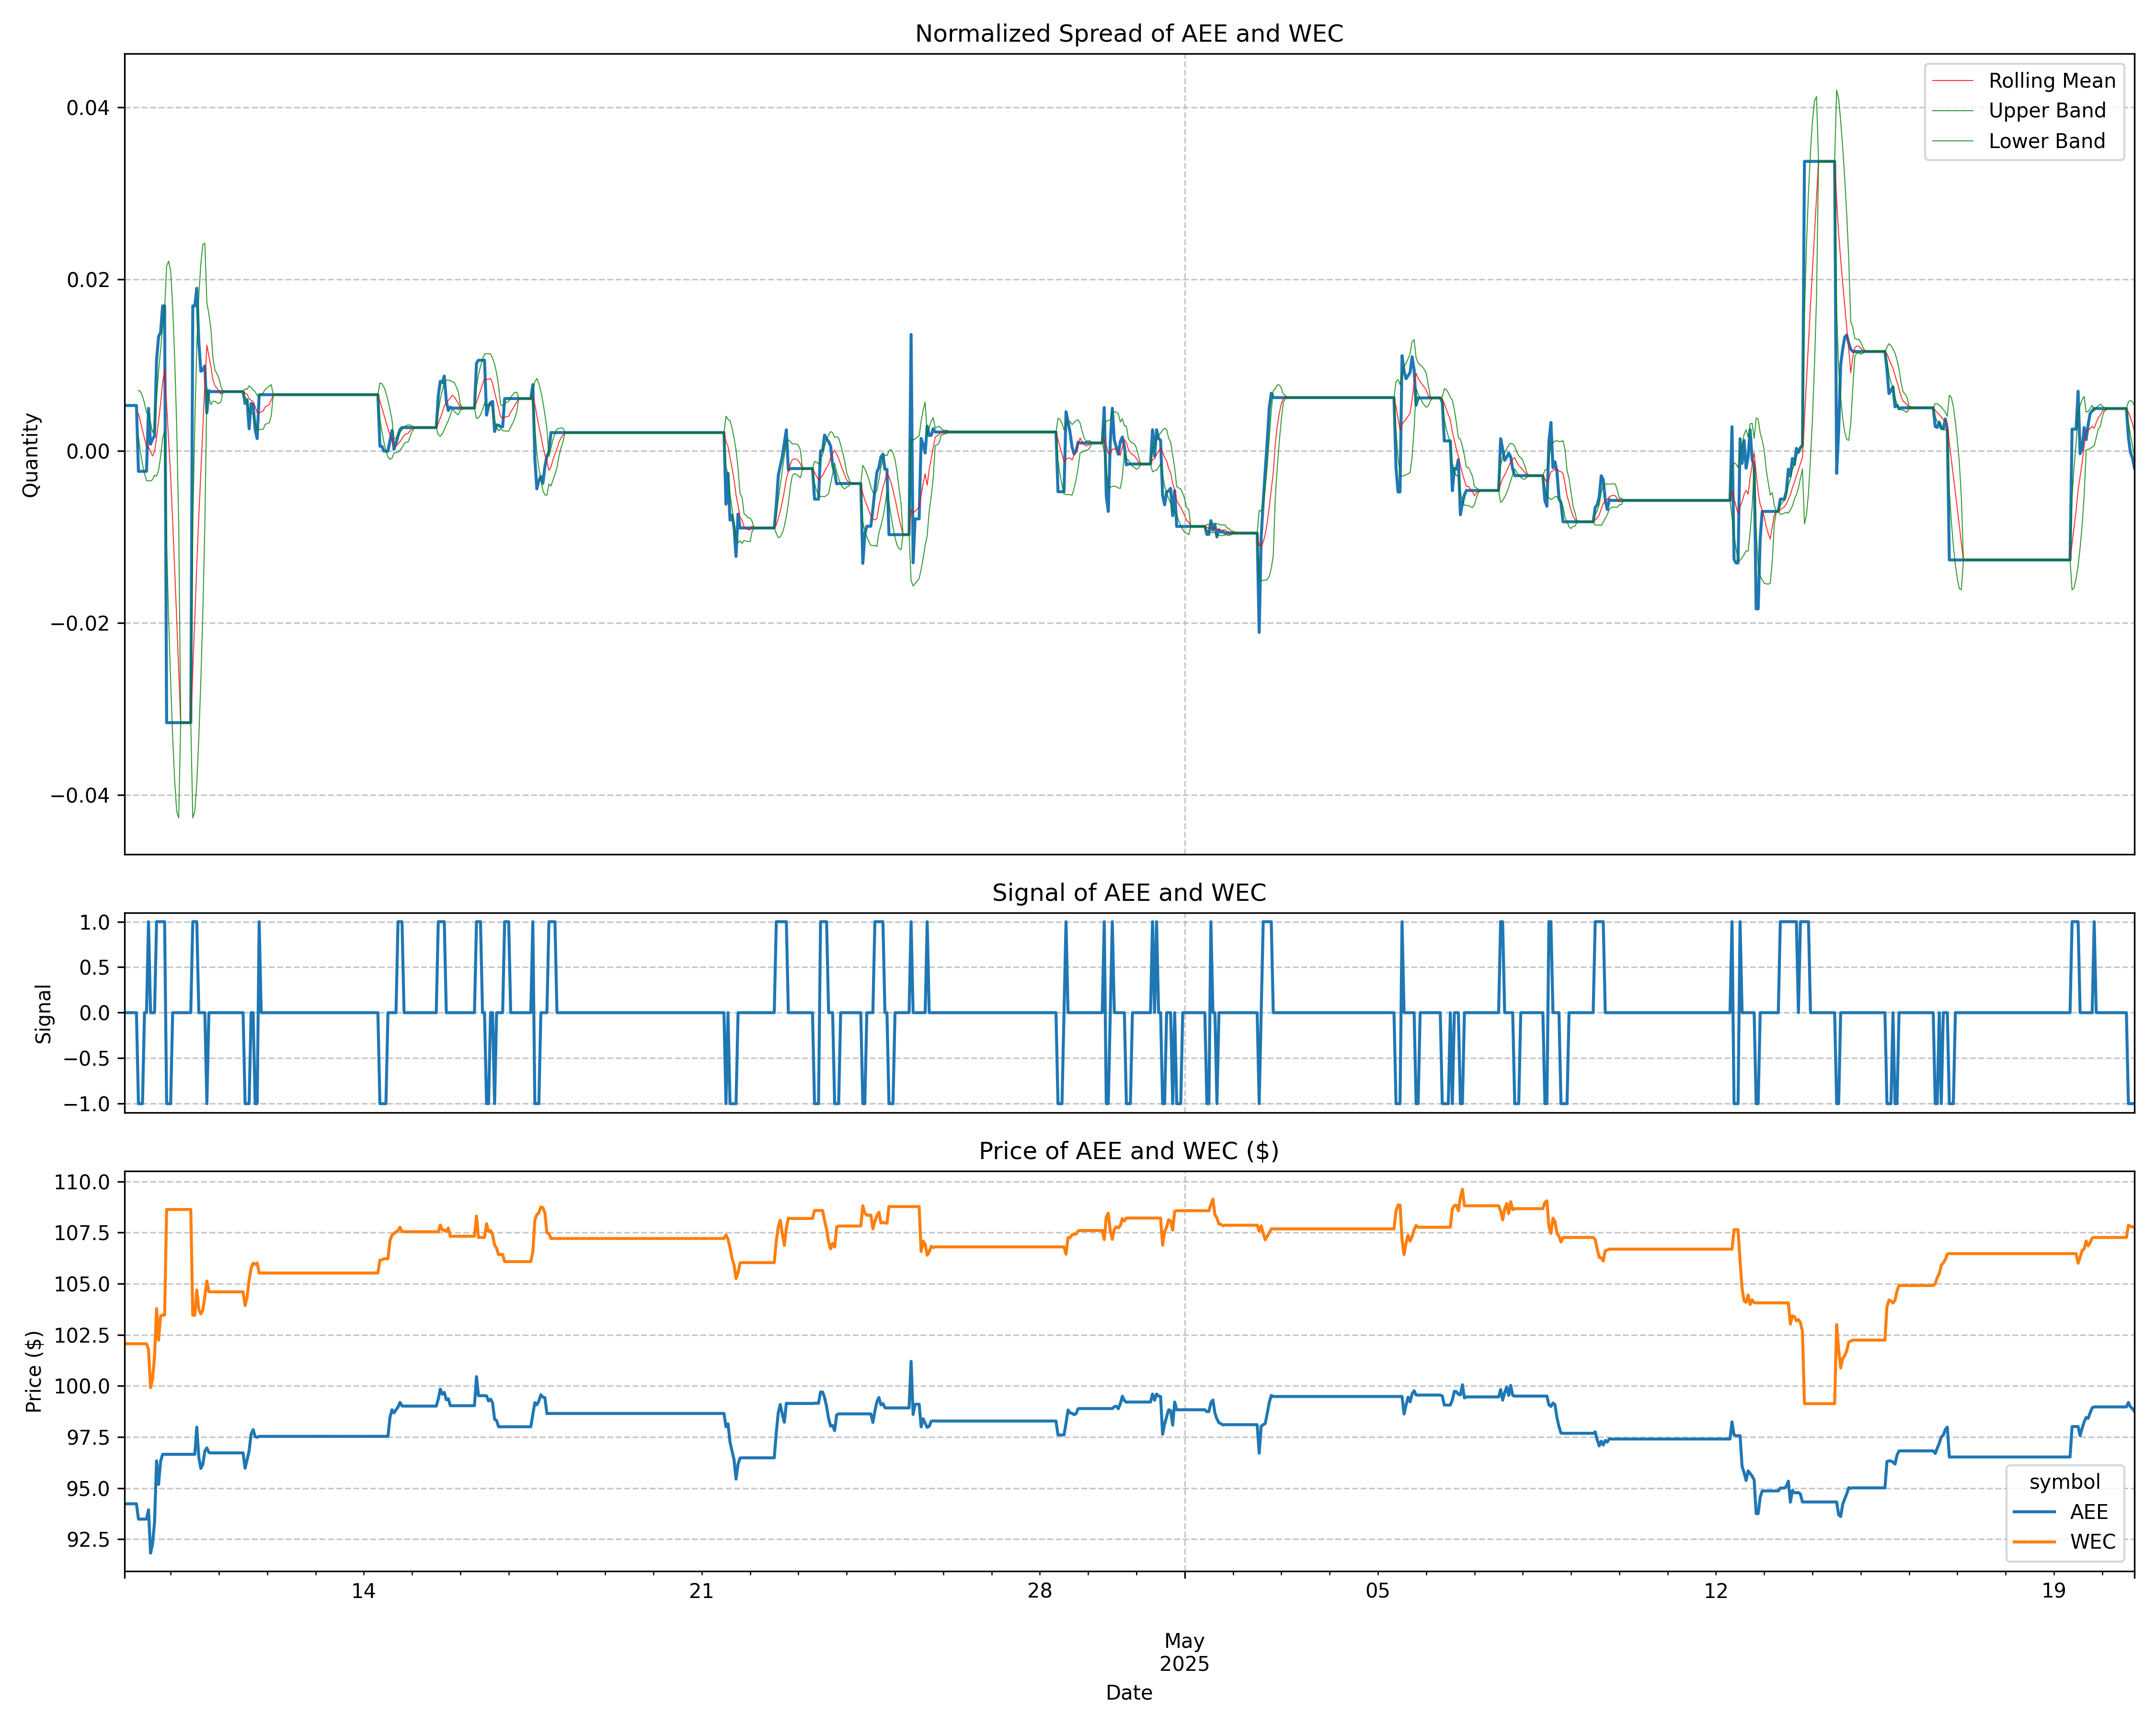 Normalized Spread of AEE and WEC
Quantity
0.04
0.02
0.00
−0.02
−0.04
Rolling Mean
Upper Band
Lower Band
Signal of AEE and WEC
Signal
1.0
0.5
0.0
−0.5
−1.0
Price of AEE and WEC ($)
Price ($)
110.0
107.5
105.0
102.5
100.0
97.5
95.0
92.5
symbol
AEE
WEC
14
21
28
05
12
19
May
2025
Date